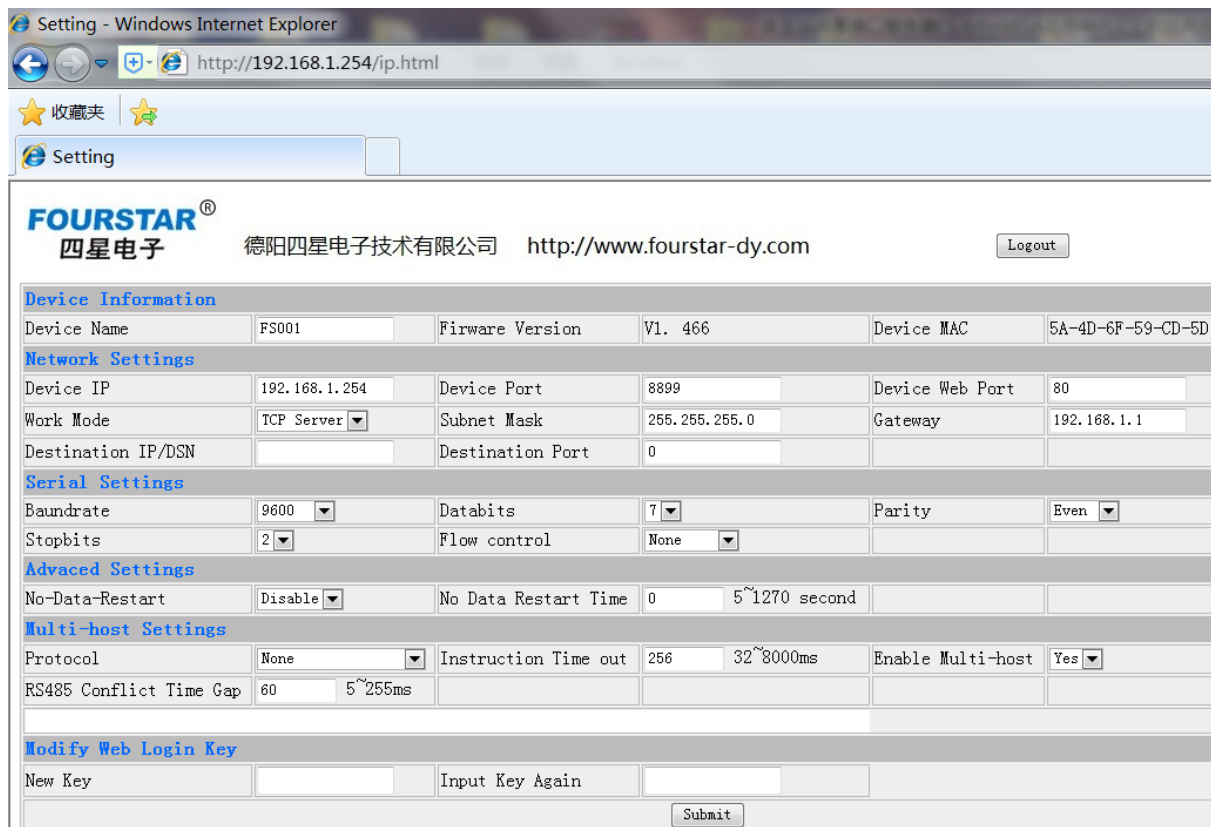 Setting - Windows Internet Explorer
http://192.168.1.254/ip.html
收藏夹
Setting
FOURSTAR®
四星电子 德阳四星电子技术有限公司 http://www.fourstar-dy.com Logout
Device Information
Device Name FS001 Firware Version V1. 466 Device MAC 5A-4D-6F-59-CD-5D
Network Settings
Device IP 192.168.1.254 Device Port 8899 Device Web Port 80
Work Mode TCP Server Subnet Mask 255.255.255.0 Gateway 192.168.1.1
Destination IP/DSN Destination Port 0
Serial Settings
Baundrate 9600 Databits 7 Parity Even
Stopbits 2 Flow control None
Advaced Settings
No-Data-Restart Disable No Data Restart Time 0 5~1270 second
Multi-host Settings
Protocol None Instruction Time out 256 32~8000ms Enable Multi-host Yes
RS485 Conflict Time Gap 60 5~255ms
Modify Web Login Key
New Key Input Key Again
Submit